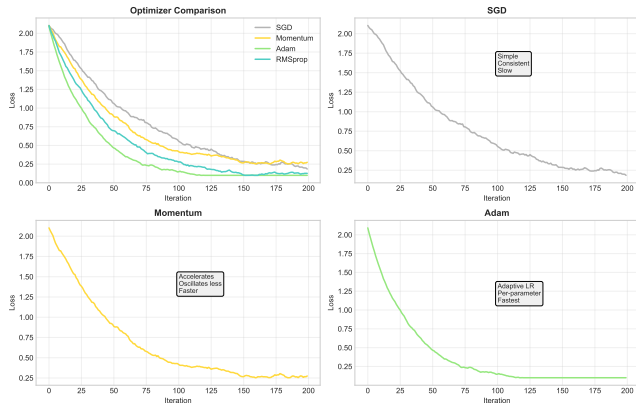 Optimizer Comparison
SGD
Momentum
Adam
RMSprop
Loss
2.00
1.75
1.50
1.25
1.00
0.75
0.50
0.25
0.00
0 25 50 75 100 125 150 175 200
Iteration
SGD
Simple
Consistent
Slow
Loss
2.00
1.75
1.50
1.25
1.00
0.75
0.50
0.25
0 25 50 75 100 125 150 175 200
Iteration
Momentum
Accelerates
Oscillates less
Faster
Loss
2.00
1.75
1.50
1.25
1.00
0.75
0.50
0.25
0 25 50 75 100 125 150 175 200
Iteration
Adam
Adaptive LR
Per-parameter
Fastest
Loss
2.00
1.75
1.50
1.25
1.00
0.75
0.50
0.25
0 25 50 75 100 125 150 175 200
Iteration